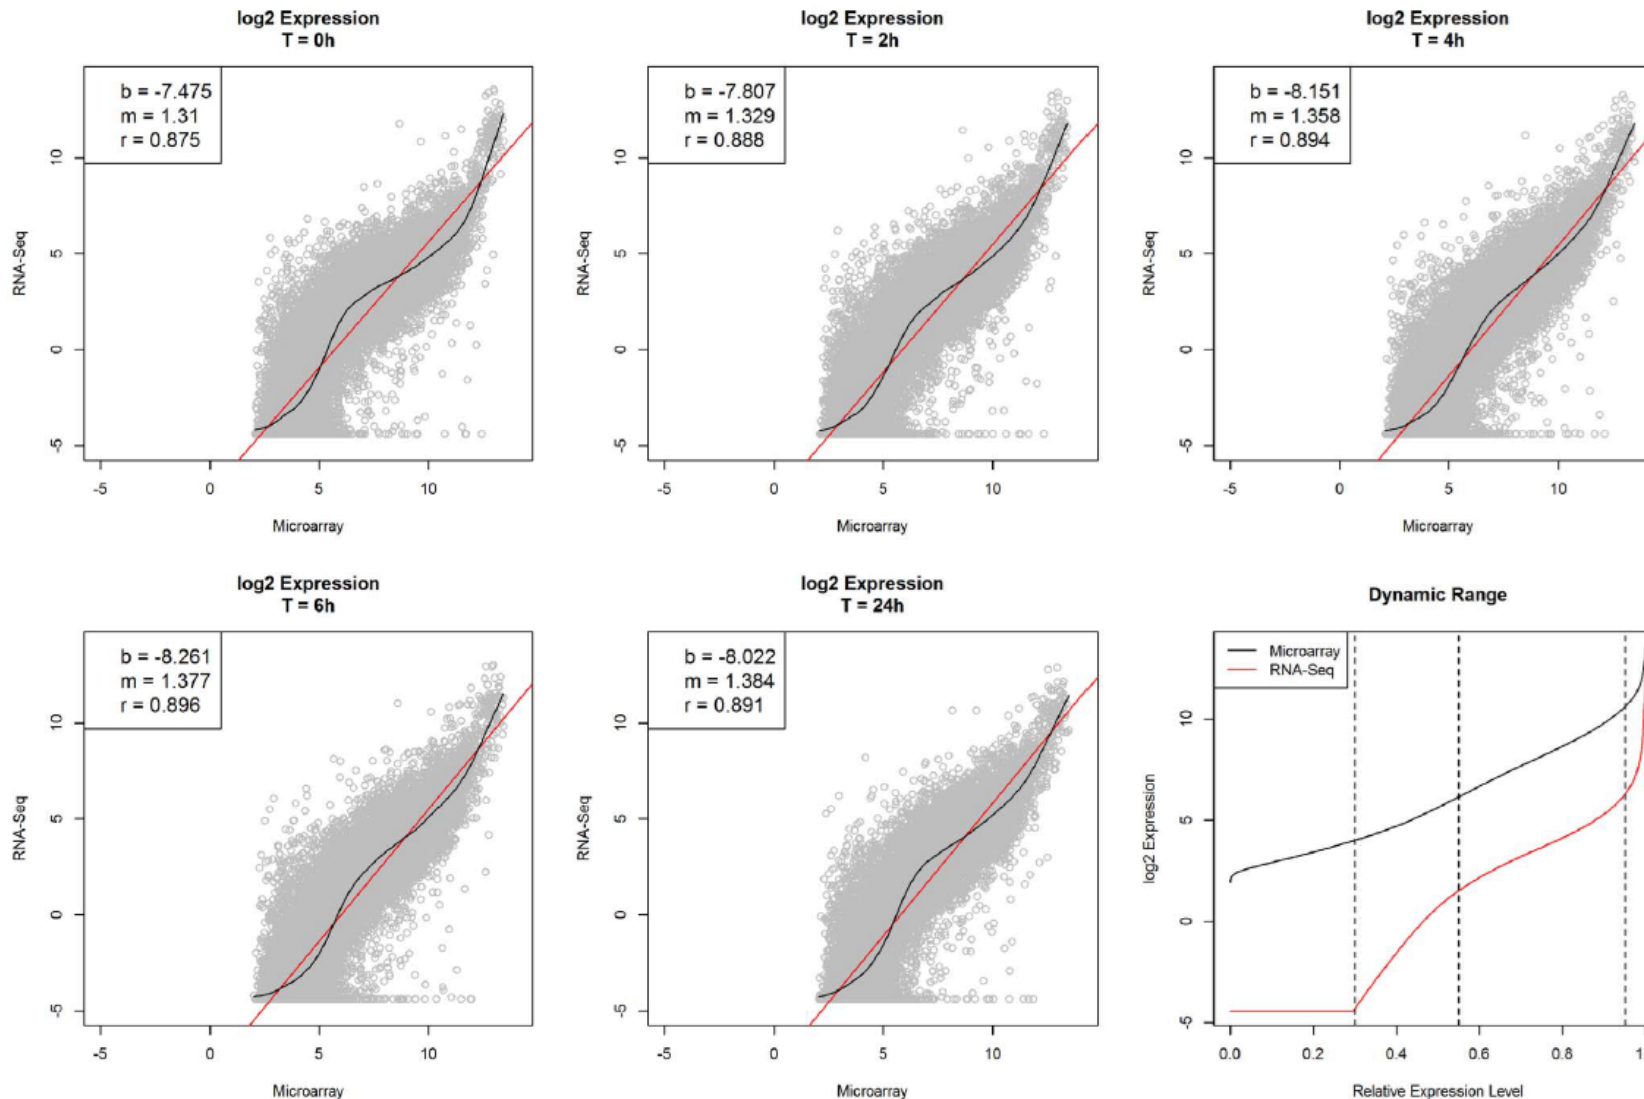 log2 Expression
T = 0h
b = -7.475
m = 1.31
r = 0.875
RNA-Seq
10
5
0
-5
-5 0 5 10
Microarray
log2 Expression
T = 2h
b = -7.807
m = 1.329
r = 0.888
RNA-Seq
10
5
0
-5
-5 0 5 10
Microarray
log2 Expression
T = 4h
b = -8.151
m = 1.358
r = 0.894
RNA-Seq
10
5
0
-5
-5 0 5 10
Microarray
log2 Expression
T = 6h
b = -8.261
m = 1.377
r = 0.896
RNA-Seq
10
5
0
-5
-5 0 5 10
Microarray
log2 Expression
T = 24h
b = -8.022
m = 1.384
r = 0.891
RNA-Seq
10
5
0
-5
-5 0 5 10
Microarray
Dynamic Range
Microarray
RNA-Seq
log2 Expression
10
5
0
-5
0.0 0.2 0.4 0.6 0.8
Relative Expression Level